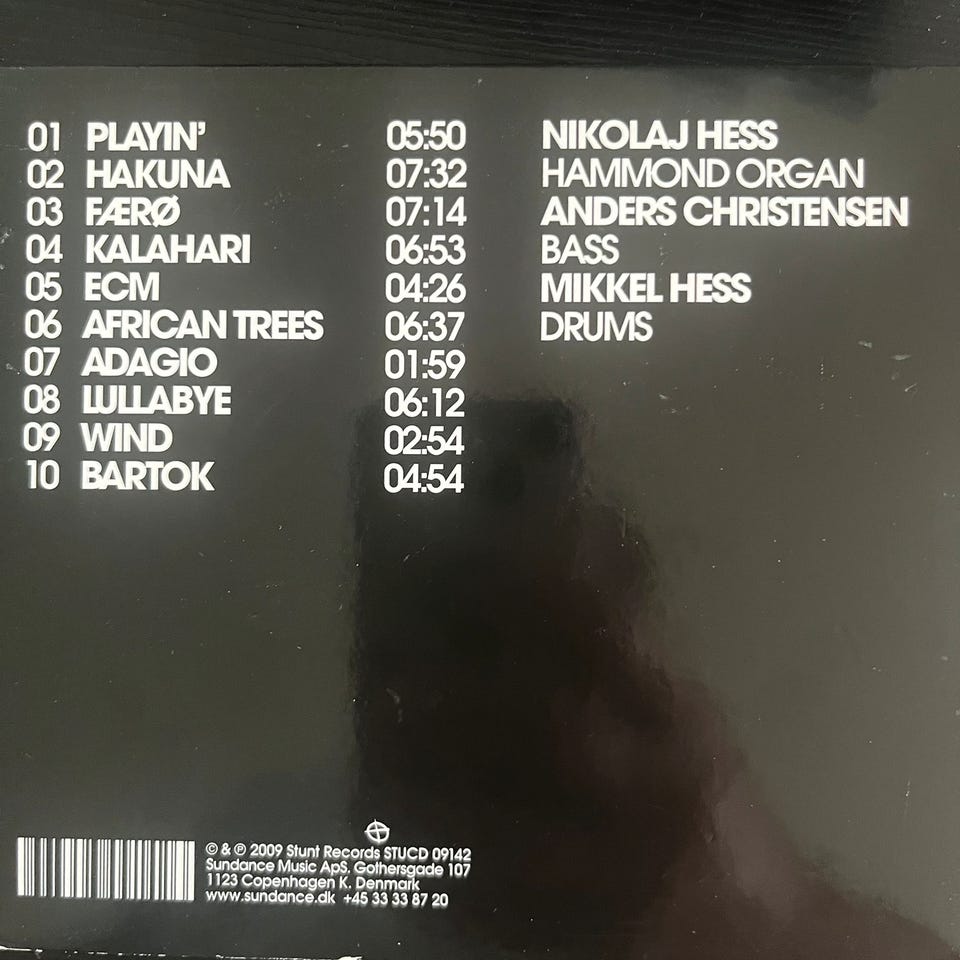 01 PLAYIN' 05:50
02 HAKUNA 07:32
03 FÆRØ 07:14
04 KALAHARI 06:53
05 ECM 04:26
06 AFRICAN TREES 06:37
07 ADAGIO 01:59
08 LULLABYE 06:12
09 WIND 02:54
10 BARTOK 04:54
NIKOLAJ HESS
HAMMOND ORGAN
ANDERS CHRISTENSEN
BASS
MIKKEL HESS
DRUMS
© & ℗ 2009 Stunt Records STUCD 09142
Sundance Music ApS. Gothersgade 107
1123 Copenhagen K. Denmark
www.sundance.dk +45 33 33 87 20